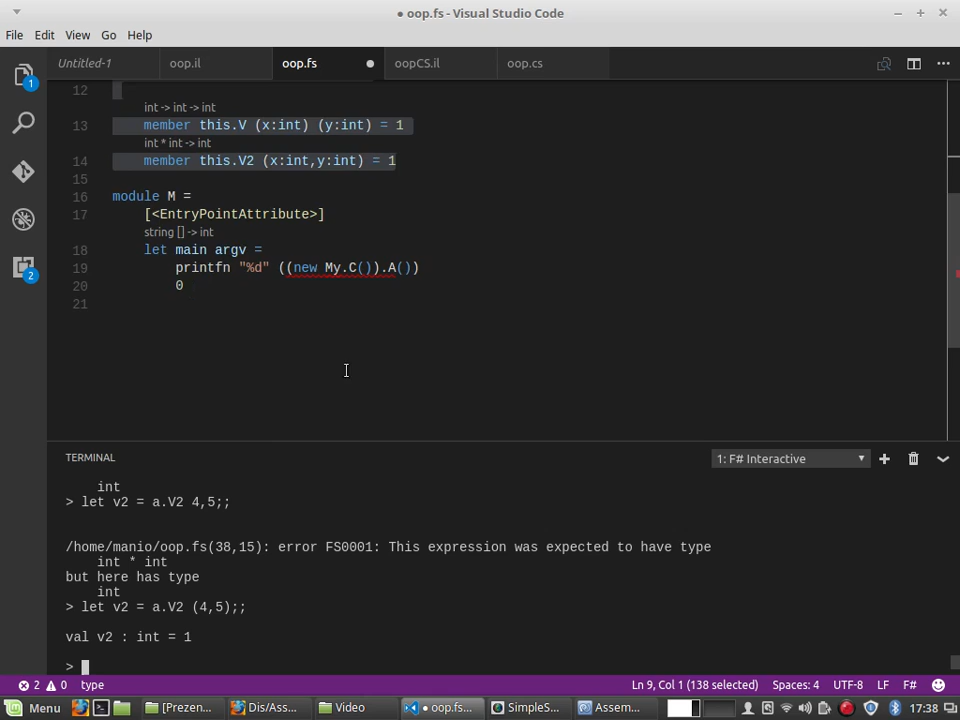 ● oop.fs - Visual Studio Code
File Edit View Go Help
Untitled-1 oop.il oop.fs oopCS.il oop.cs
1
12
int -> int -> int
13 member this.V (x:int) (y:int) = 1
int * int -> int
14 member this.V2 (x:int,y:int) = 1
15
16 module M =
17 [<EntryPointAttribute>]
string [] -> int
18 let main argv =
19 printfn "%d" ((new My.C()).A())
20 0
21
2
TERMINAL
1: F# Interactive
int
> let v2 = a.V2 4,5;;
/home/manio/oop.fs(38,15): error FS0001: This expression was expected to have type
int * int
but here has type
int
> let v2 = a.V2 (4,5);;
val v2 : int = 1
>
2 0 type Ln 9, Col 1 (138 selected) Spaces: 4 UTF-8 LF F#
Menu [Prezen... Dis/Ass... Video ● oop.fs... SimpleS... Assem... 17:38